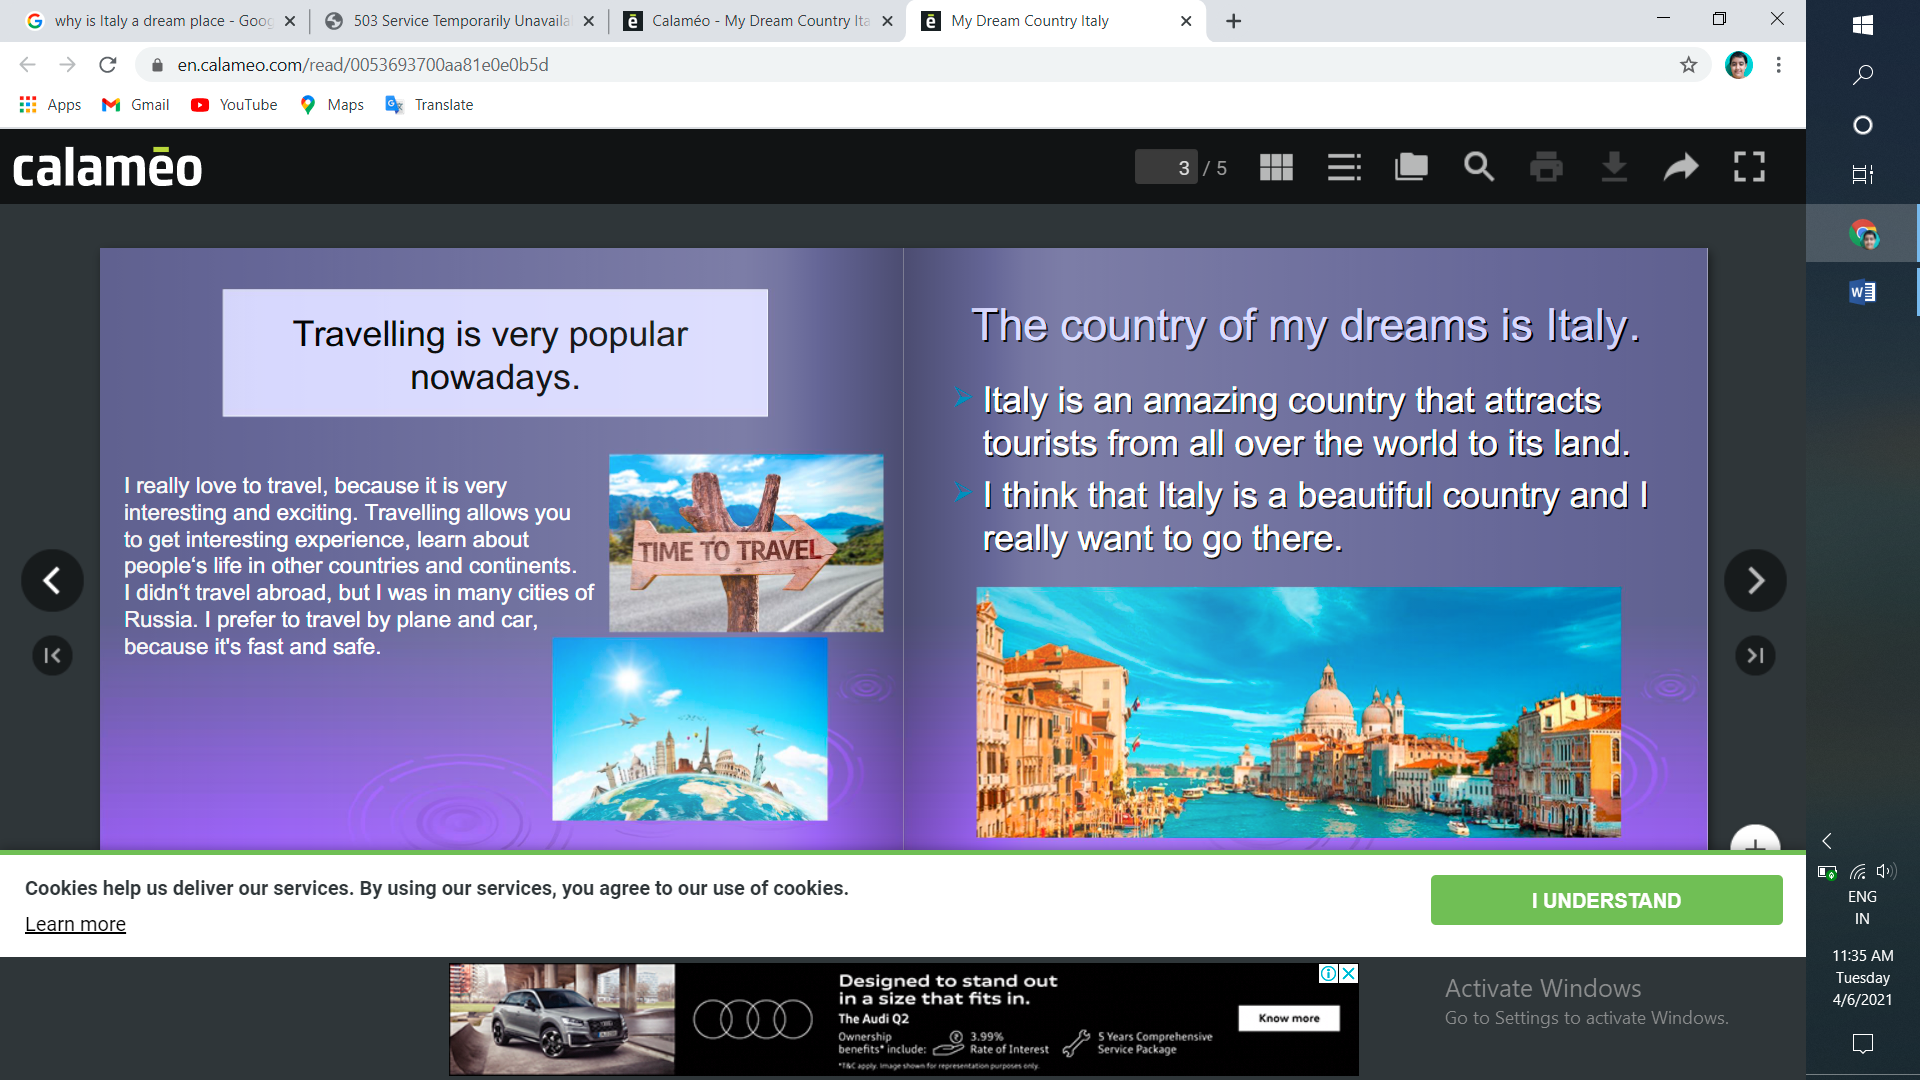 why is Italy a dream place - Goog
503 Service Temporarily Unavaila
Calaméo - My Dream Country Ita
My Dream Country Italy
en.calameo.com/read/0053693700aa81e0e0b5d
Apps
Gmail
YouTube
Maps
Translate
calamēo
3 / 5
Travelling is very popular
nowadays.
I really love to travel, because it is very
interesting and exciting. Travelling allows you
to get interesting experience, learn about
people‘s life in other countries and continents.
I didn‘t travel abroad, but I was in many cities of
Russia. I prefer to travel by plane and car,
because it's fast and safe.
TIME TO TRAVEL
The country of my dreams is Italy.
Italy is an amazing country that attracts
tourists from all over the world to its land.
I think that Italy is a beautiful country and I
really want to go there.
Cookies help us deliver our services. By using our services, you agree to our use of cookies.
Learn more
I UNDERSTAND
Designed to stand out
in a size that fits in.
The Audi Q2
Ownership
benefits* include:
3.99%
Rate of Interest
5 Years Comprehensive
Service Package
*T&C apply. Image shown for representation purposes only.
Know more
Activate Windows
Go to Settings to activate Windows.
ENG
IN
11:35 AM
Tuesday
4/6/2021